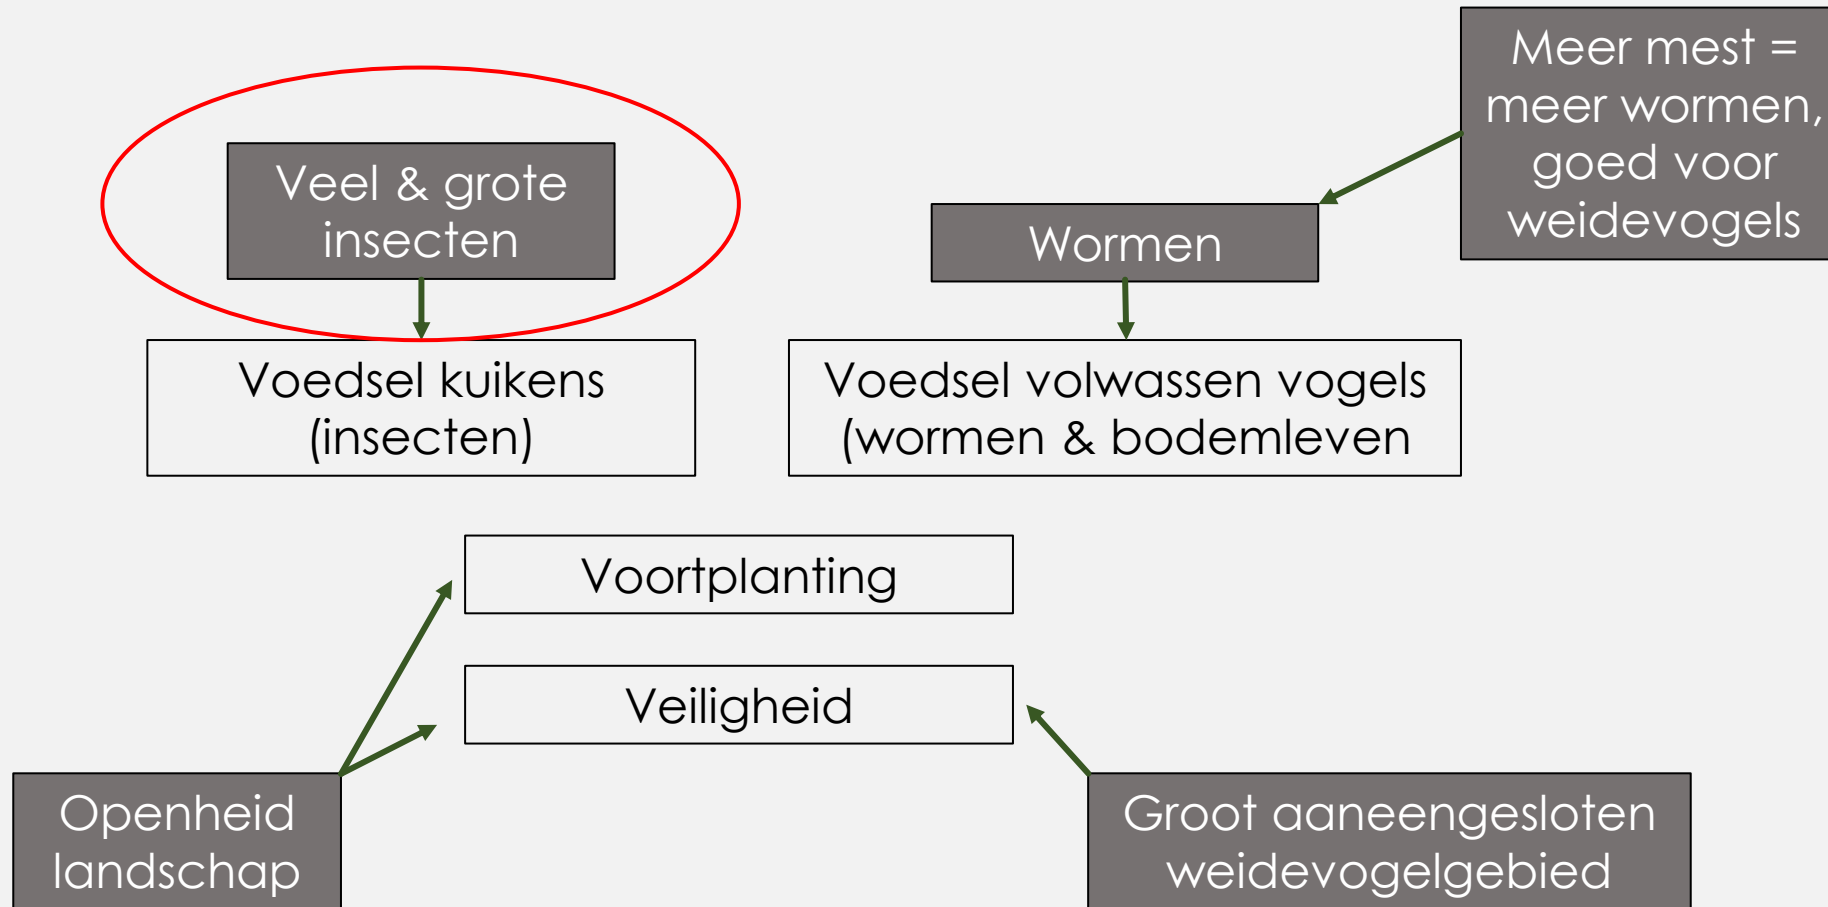 Meer mest =
meer wormen,
goed voor
weidevogels
Veel & grote
insecten
Wormen
Voedsel kuikens
(insecten)
Voedsel volwassen vogels
(wormen & bodemleven
Voortplanting
Veiligheid
Openheid
landschap
Groot aaneengesloten
weidevogelgebied